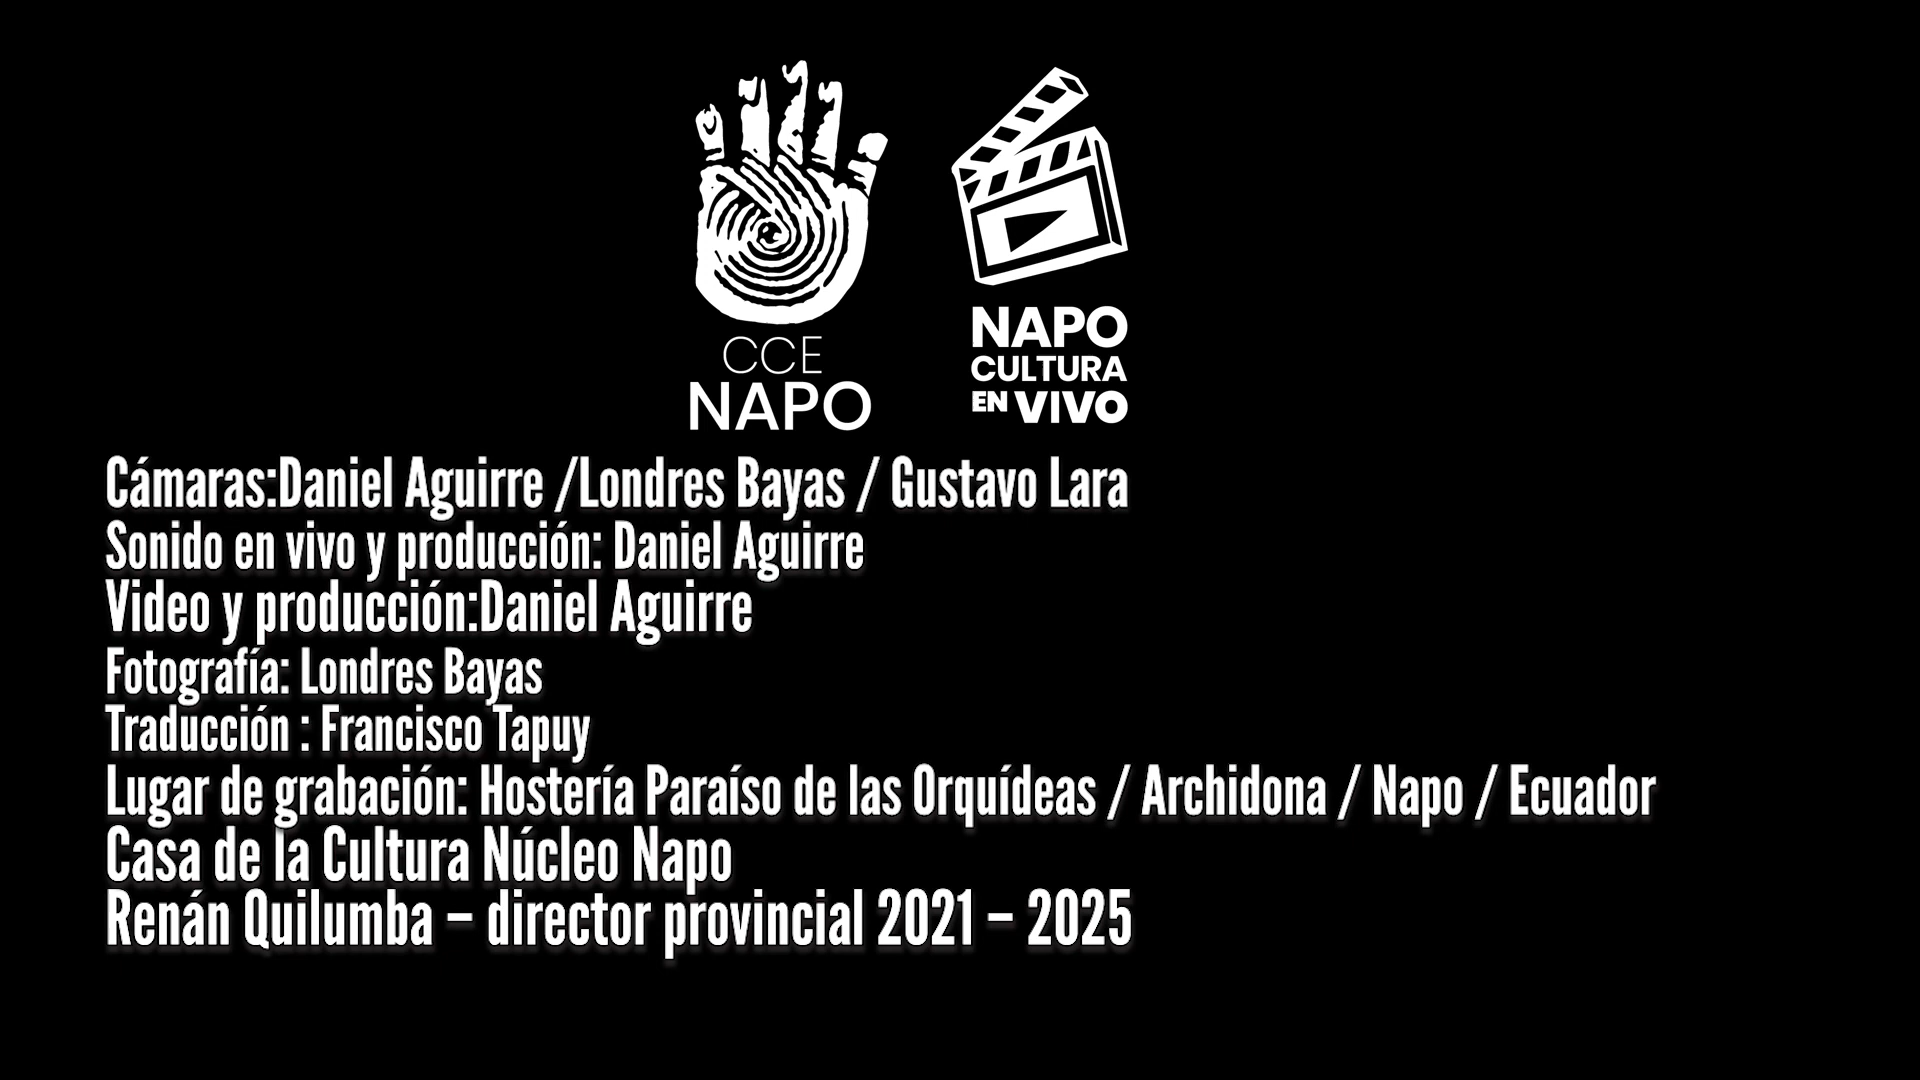 CCE
NAPO
NAPO
CULTURA
EN VIVO
Cámaras:Daniel Aguirre /Londres Bayas / Gustavo Lara
Sonido en vivo y producción: Daniel Aguirre
Video y producción:Daniel Aguirre
Fotografía: Londres Bayas
Traducción : Francisco Tapuy
Lugar de grabación: Hostería Paraíso de las Orquídeas / Archidona / Napo / Ecuador
Casa de la Cultura Núcleo Napo
Renán Quilumba – director provincial 2021 – 2025